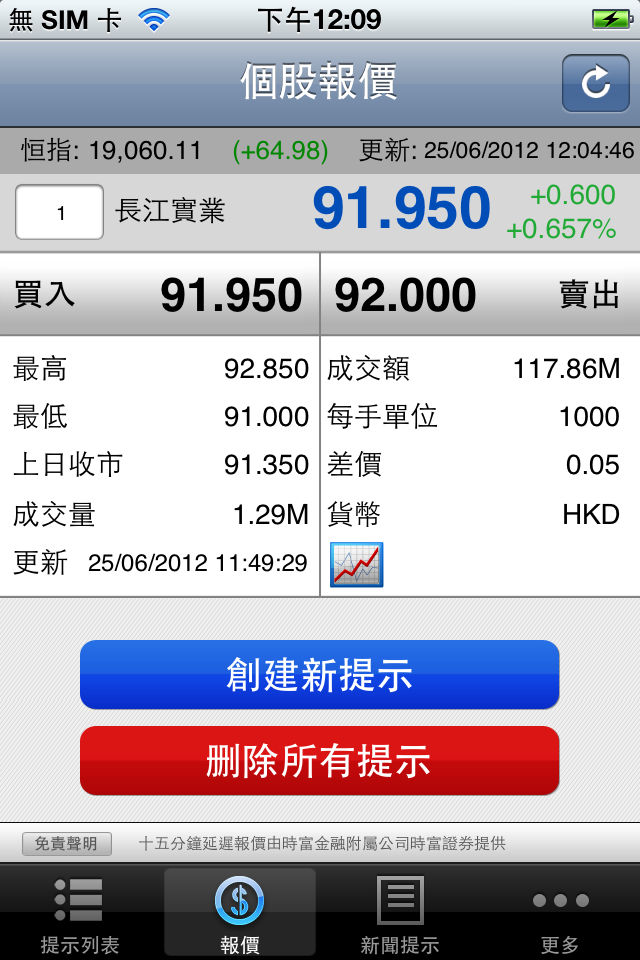 無 SIM 卡 下午12:09
個股報價
恒指: 19,060.11 (+64.98) 更新: 25/06/2012 12:04:46
1 長江實業 91.950 +0.600
+0.657%
買入 91.950 92.000 賣出
最高 92.850 成交額 117.86M
最低 91.000 每手單位 1000
上日收市 91.350 差價 0.05
成交量 1.29M 貨幣 HKD
更新 25/06/2012 11:49:29
創建新提示
刪除所有提示
免責聲明 十五分鐘延遲報價由時富金融附屬公司時富證券提供
提示列表 報價 新聞提示 更多